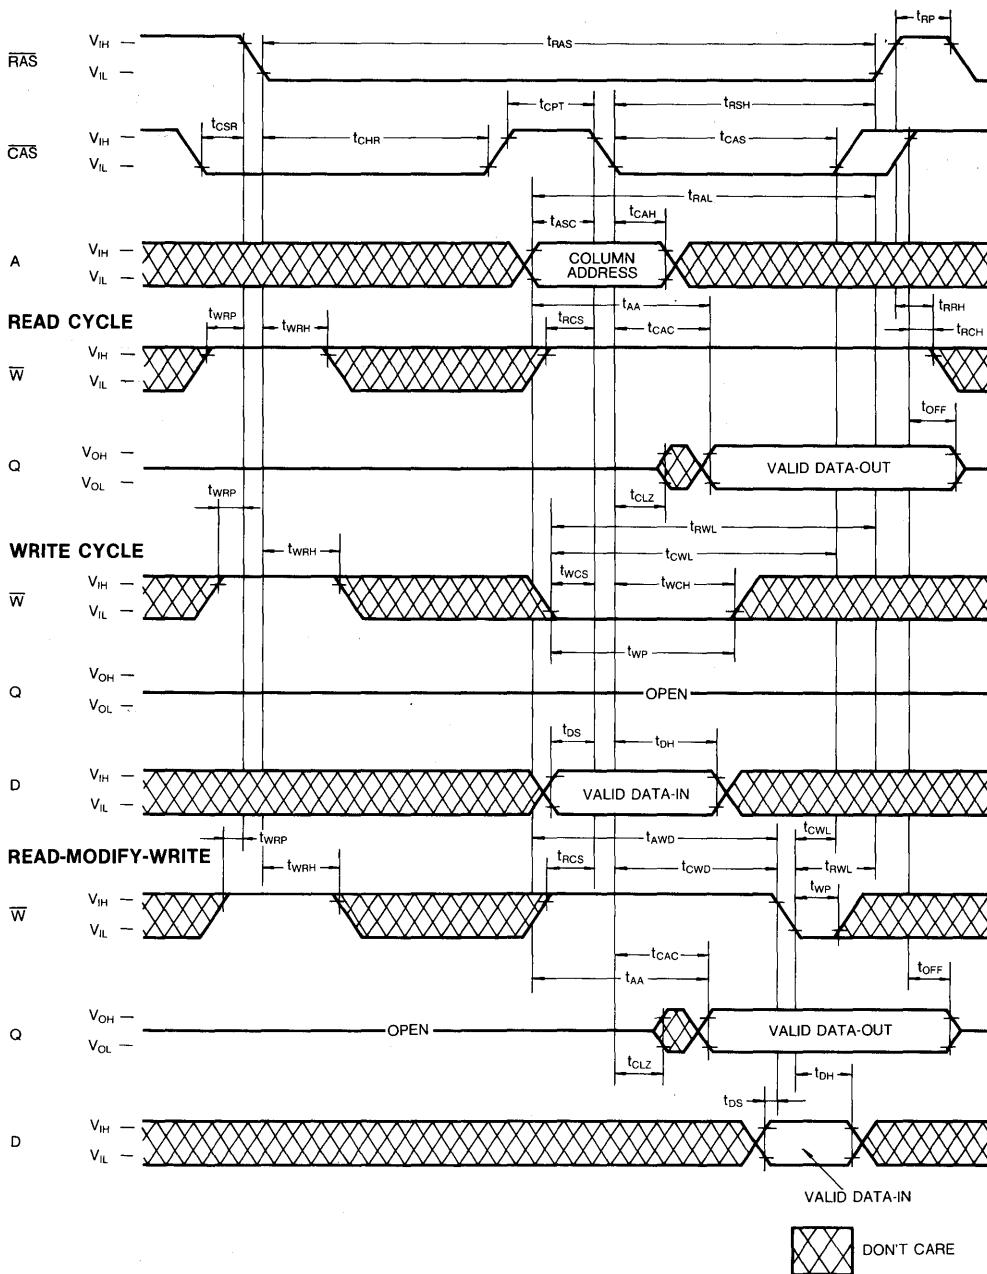 tRP
VIH
RAS
tRAS
VIL
tCPT
tRSH
tCSR
VIH
tCHR
tCAS
CAS
VIL
tRAL
tASC
tCAH
VIH
A
COLUMN
ADDRESS
VIL
tAA
tRRH
READ CYCLE
tWRP
tWRH
tRCS
tCAC
tRCH
VIH
W
VIL
tOFF
VOH
Q
VALID DATA-OUT
VOL
tWRP
tCLZ
tRWL
WRITE CYCLE
tWRH
tCWL
VIH
tWCS
tWCH
W
VIL
tWP
VOH
Q
OPEN
VOL
tDS
tDH
VIH
D
VALID DATA-IN
VIL
tWRP
tAWD
tCWL
READ-MODIFY-WRITE
tWRH
tRCS
tCWD
tRWL
tWP
VIH
W
VIL
tCAC
tAA
tOFF
VOH
Q
OPEN
VALID DATA-OUT
VOL
tCLZ
tDH
tDS
VIH
D
VIL
VALID DATA-IN
DON'T CARE